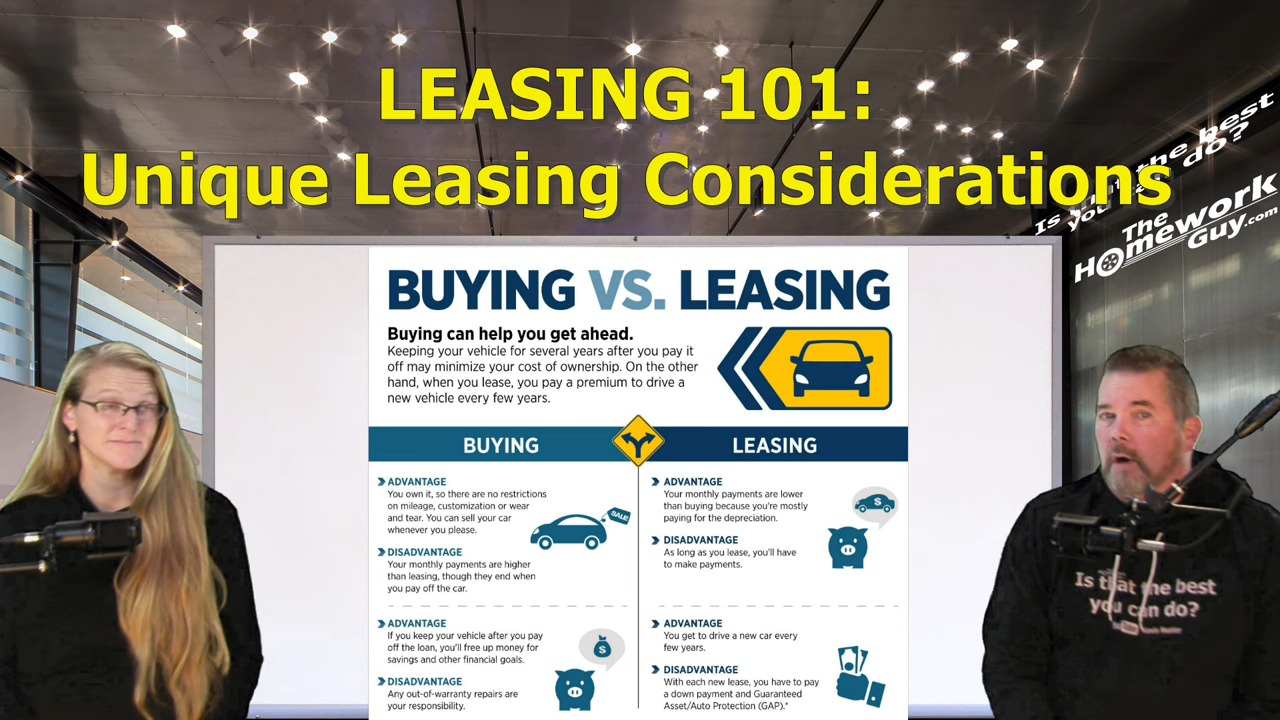 LEASING 101:
Unique Leasing Considerations
Is that the best
you can do?
The
Homework
Guy.com
BUYING VS. LEASING
Buying can help you get ahead.
Keeping your vehicle for several years after you pay it
off may minimize your cost of ownership. On the other
hand, when you lease, you pay a premium to drive a
new vehicle every few years.
BUYING
ADVANTAGE
You own it, so there are no restrictions
on mileage, customization or wear
and tear. You can sell your car
whenever you please.
SALE
DISADVANTAGE
Your monthly payments are higher
than leasing, though they end when
you pay off the car.
ADVANTAGE
If you keep your vehicle after you pay
off the loan, you'll free up money for
savings and other financial goals.
$
DISADVANTAGE
Any out-of-warranty repairs are
your responsibility.
LEASING
ADVANTAGE
Your monthly payments are lower
than buying because you're mostly
paying for the depreciation.
$
DISADVANTAGE
As long as you lease, you'll have
to make payments.
ADVANTAGE
You get to drive a new car every
few years.
DISADVANTAGE
With each new lease, you have to pay
a down payment and Guaranteed
Asset/Auto Protection (GAP).*
Is that the best
you can do?